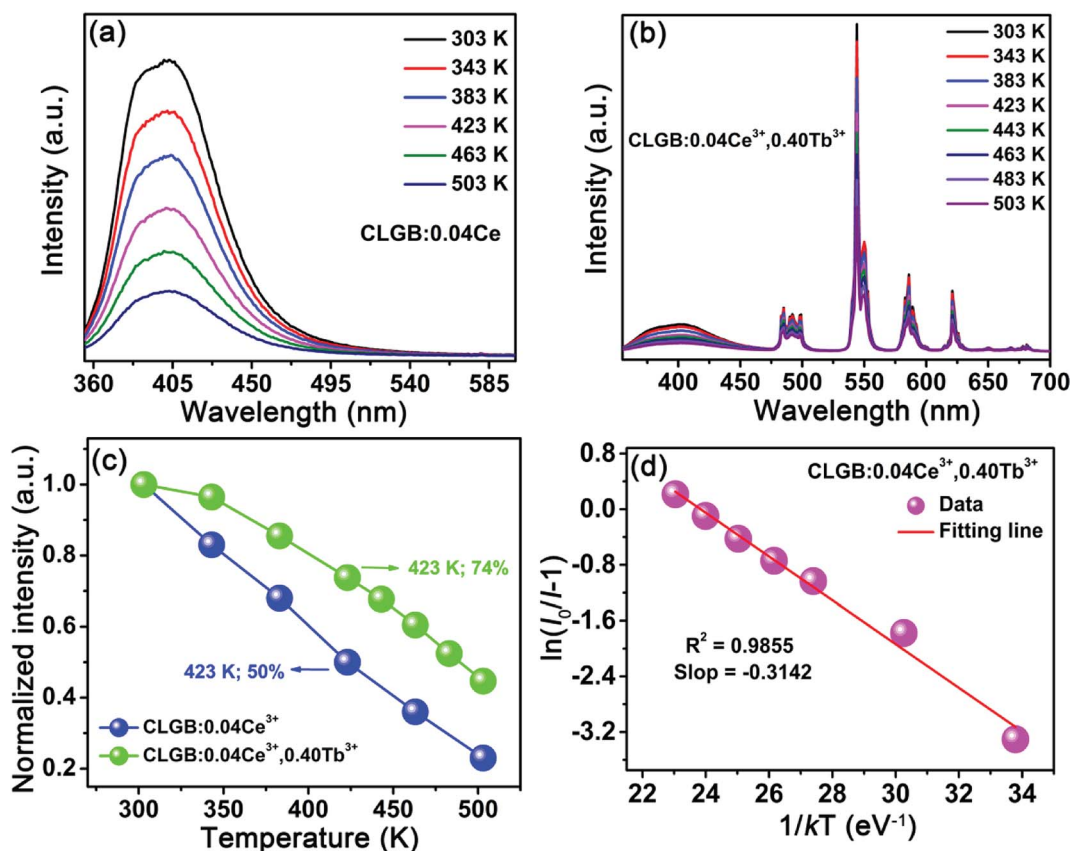 (a)
303 K
343 K
383 K
423 K
463 K
503 K
CLGB:0.04Ce
Intensity (a.u.)
360 405 450 495 540 585
Wavelength (nm)
(b)
303 K
343 K
383 K
423 K
443 K
463 K
483 K
503 K
CLGB:0.04Ce³⁺,0.40Tb³⁺
Intensity (a.u.)
400 450 500 550 600 650 700
Wavelength (nm)
(c)
Normalized intensity (a.u.)
1.0
0.8
0.6
0.4
0.2
423 K; 74%
423 K; 50%
CLGB:0.04Ce³⁺
CLGB:0.04Ce³⁺,0.40Tb³⁺
300 350 400 450 500
Temperature (K)
(d)
CLGB:0.04Ce³⁺,0.40Tb³⁺
Data
Fitting line
ln(I₀/I-1)
0.8
0.0
-0.8
-1.6
-2.4
-3.2
R² = 0.9855
Slop = -0.3142
22 24 26 28 30 32 34
1/kT (eV⁻¹)